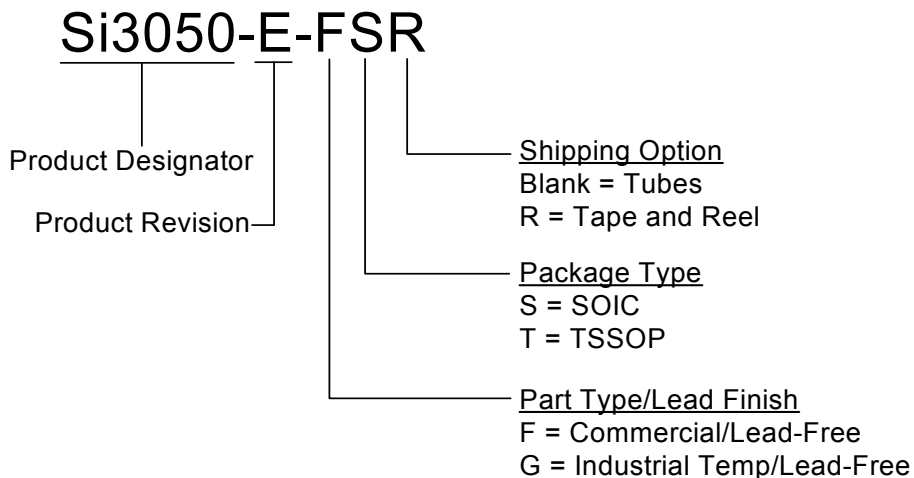 Si3050-E-FSR
Product Designator
Product Revision
Shipping Option
Blank = Tubes
R = Tape and Reel
Package Type
S = SOIC
T = TSSOP
Part Type/Lead Finish
F = Commercial/Lead-Free
G = Industrial Temp/Lead-Free